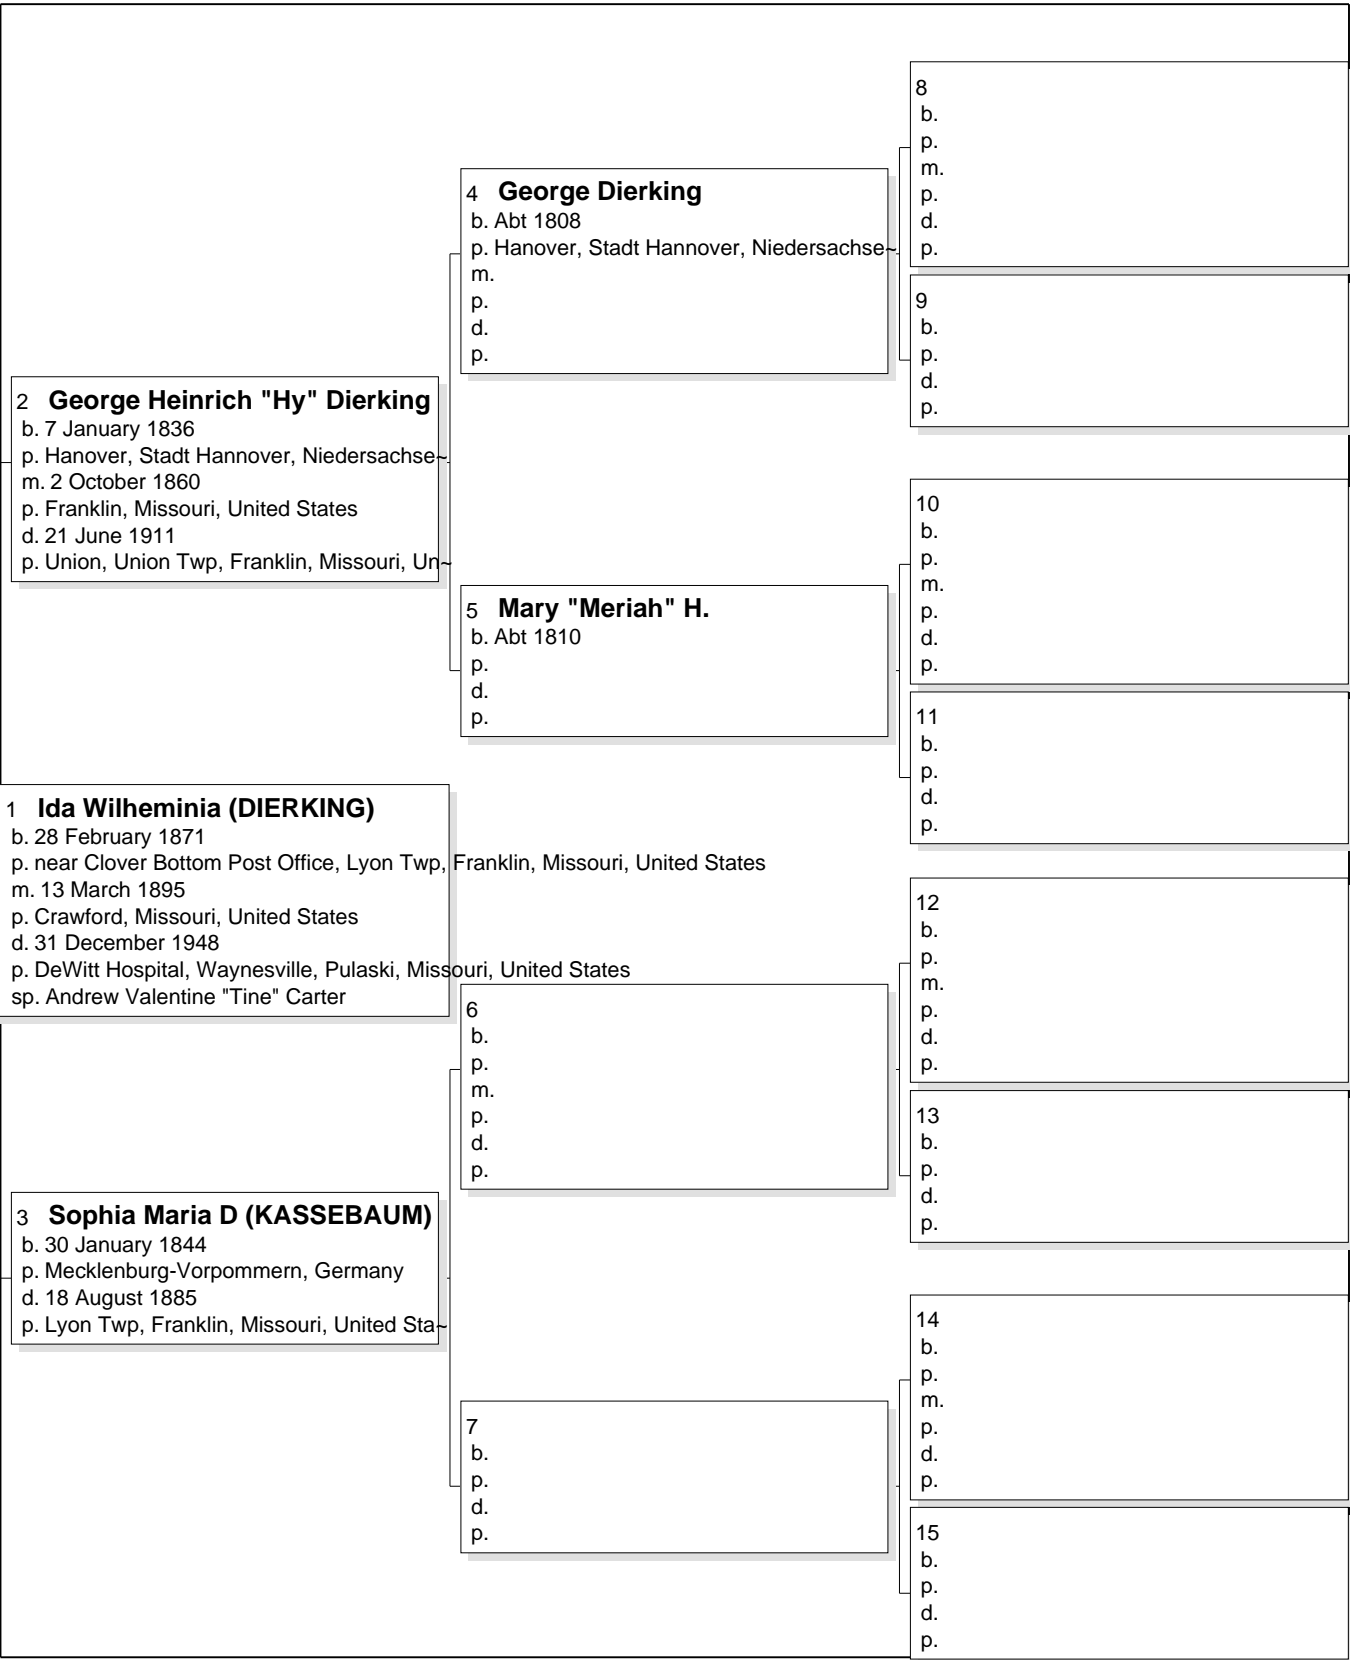 8
b.
p.
m.
p.
d.
p.
4 George Dierking
b. Abt 1808
p. Hanover, Stadt Hannover, Niedersachse~
m.
p.
d.
p.
9
b.
p.
d.
p.
2 George Heinrich "Hy" Dierking
b. 7 January 1836
p. Hanover, Stadt Hannover, Niedersachse~
m. 2 October 1860
p. Franklin, Missouri, United States
d. 21 June 1911
p. Union, Union Twp, Franklin, Missouri, Un~
10
b.
p.
m.
p.
d.
p.
5 Mary "Meriah" H.
b. Abt 1810
p.
d.
p.
11
b.
p.
d.
p.
1 Ida Wilheminia (DIERKING)
b. 28 February 1871
p. near Clover Bottom Post Office, Lyon Twp, Franklin, Missouri, United States
m. 13 March 1895
p. Crawford, Missouri, United States
d. 31 December 1948
p. DeWitt Hospital, Waynesville, Pulaski, Missouri, United States
sp. Andrew Valentine "Tine" Carter
12
b.
p.
m.
p.
d.
p.
6
b.
p.
m.
p.
d.
p.
13
b.
p.
d.
p.
3 Sophia Maria D (KASSEBAUM)
b. 30 January 1844
p. Mecklenburg-Vorpommern, Germany
d. 18 August 1885
p. Lyon Twp, Franklin, Missouri, United Sta~
14
b.
p.
m.
p.
d.
p.
7
b.
p.
d.
p.
15
b.
p.
d.
p.